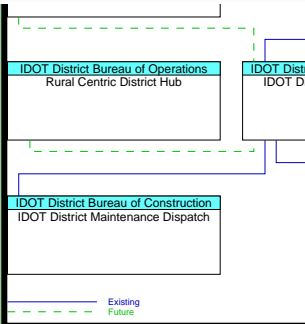 IDOT District Bureau of Operations
Rural Centric District Hub
IDOT Distr
IDOT D
IDOT District Bureau of Construction
IDOT District Maintenance Dispatch
Existing
Future